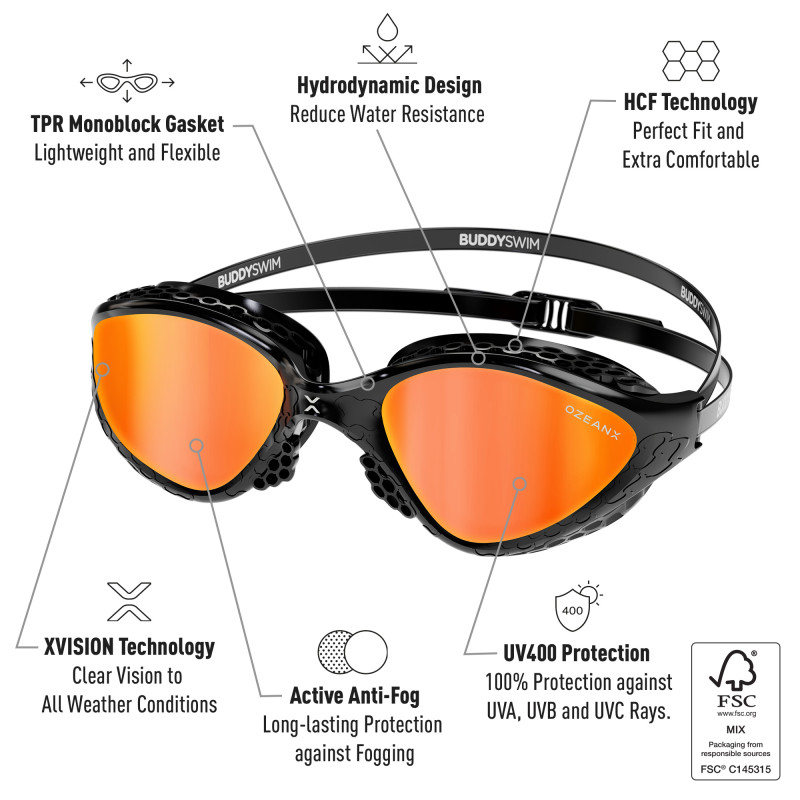 Hydrodynamic Design
Reduce Water Resistance
TPR Monoblock Gasket
Lightweight and Flexible
HCF Technology
Perfect Fit and
Extra Comfortable
BUDDYSWIM
BUDDYSWIM
BUDDYSWIM
OZEANX
XVISION Technology
Clear Vision to
All Weather Conditions
Active Anti-Fog
Long-lasting Protection
against Fogging
400
UV400 Protection
100% Protection against
UVA, UVB and UVC Rays.
FSC
www.fsc.org
MIX
Packaging from
responsible sources
FSC® C145315